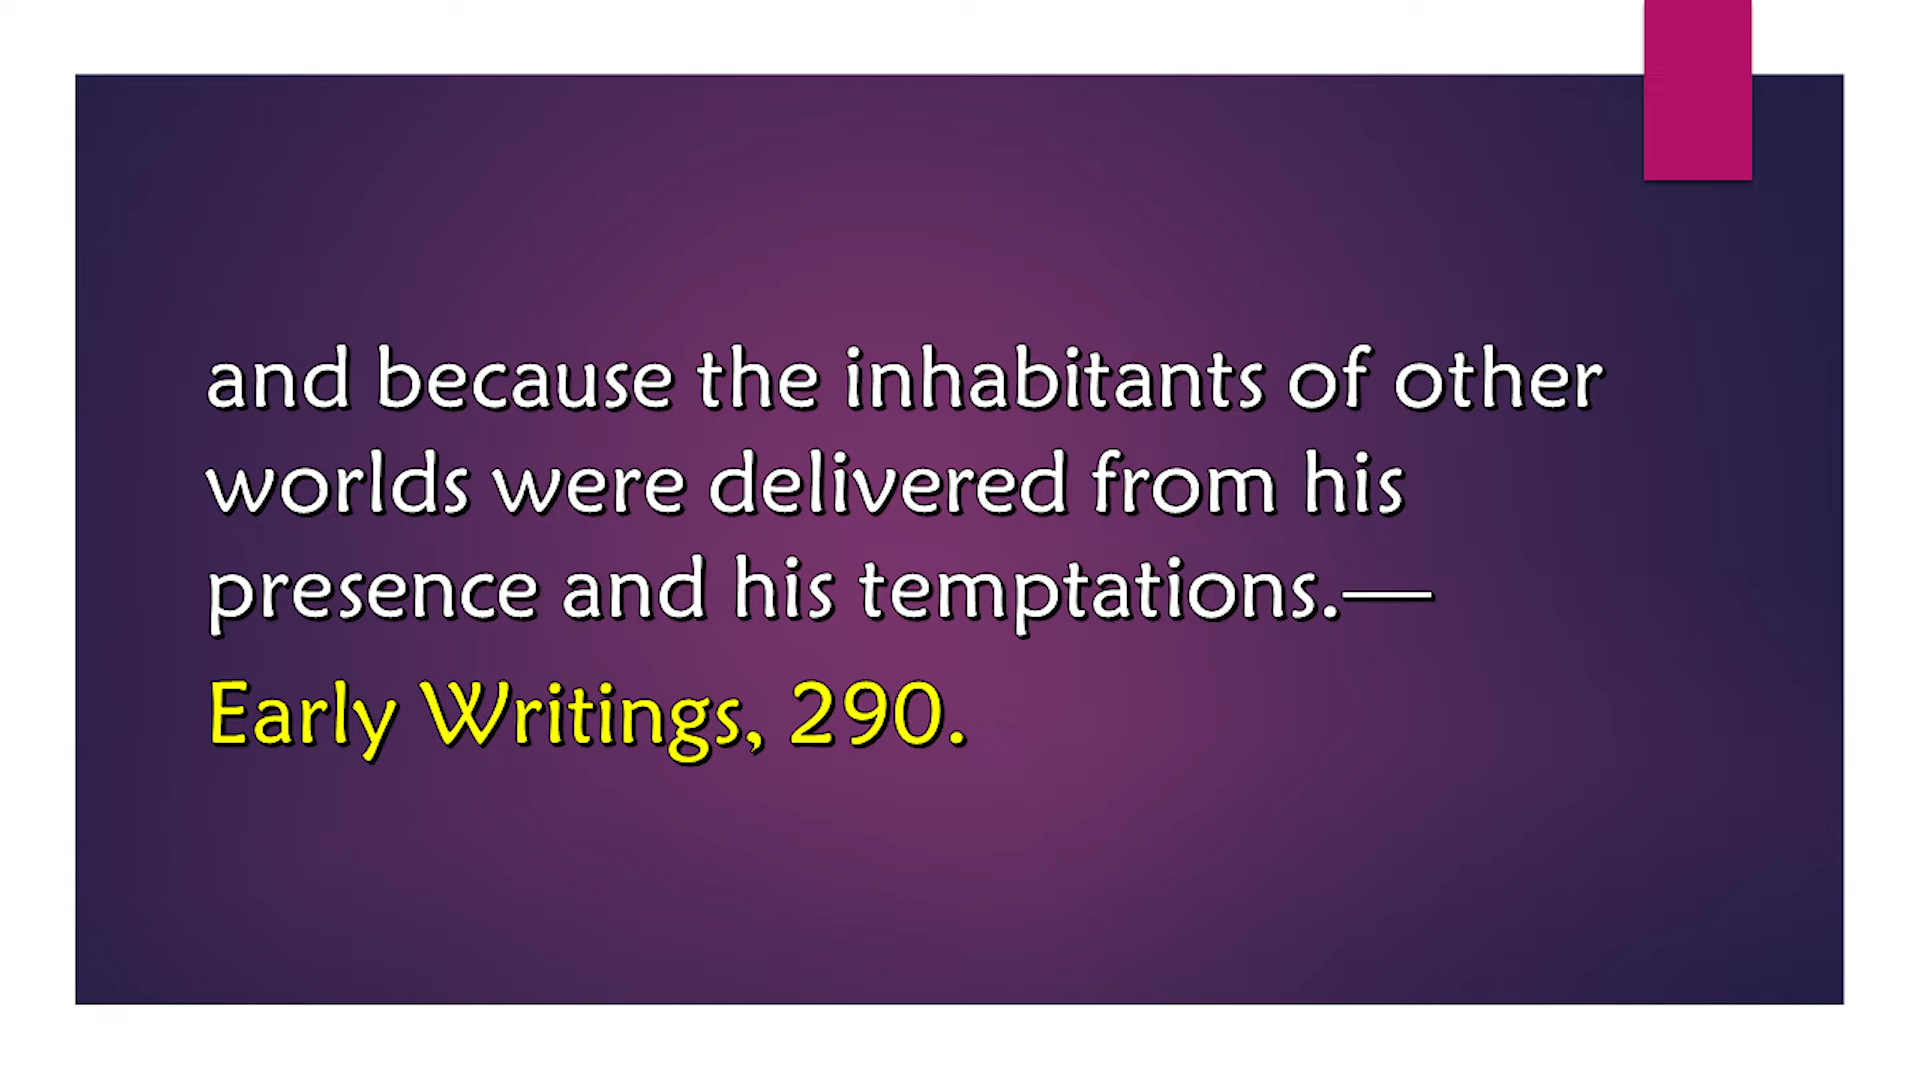 and because the inhabitants of other
worlds were delivered from his
presence and his temptations.—
Early Writings, 290.